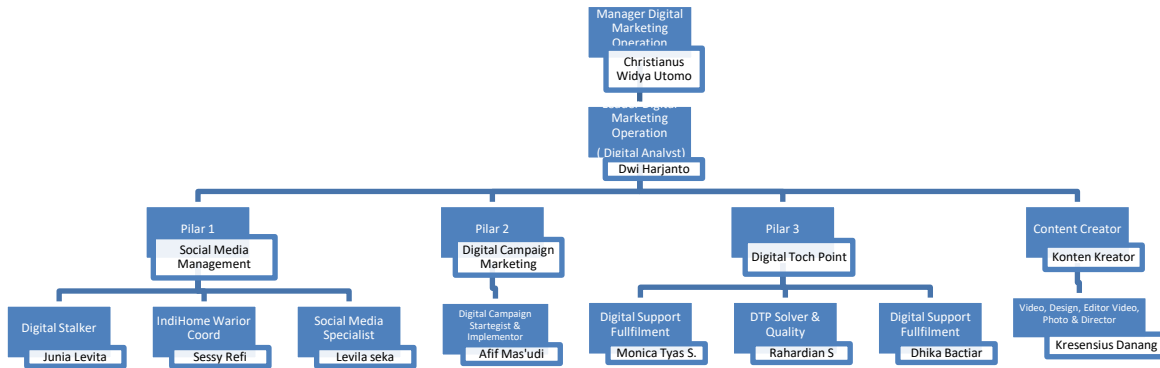 Manager Digital
Marketing
Operation
Christianus
Widya Utomo
Digital
Marketing
Operation
( Digital Analyst)
Dwi Harjanto
Pilar 1
Social Media
Management
Pilar 2
Digital Campaign
Marketing
Pilar 3
Digital Toch Point
Content Creator
Konten Kreator
Digital Stalker
Junia Levita
IndiHome Warior
Coord
Sessy Refi
Social Media
Specialist
Levila seka
Digital Campaign
Startegist &
Implementor
Afif Mas'udi
Digital Support
Fullfilment
Monica Tyas S.
DTP Solver &
Quality
Rahardian S
Digital Support
Fullfilment
Dhika Bactiar
Video, Design, Editor Video,
Photo & Director
Kresensius Danang